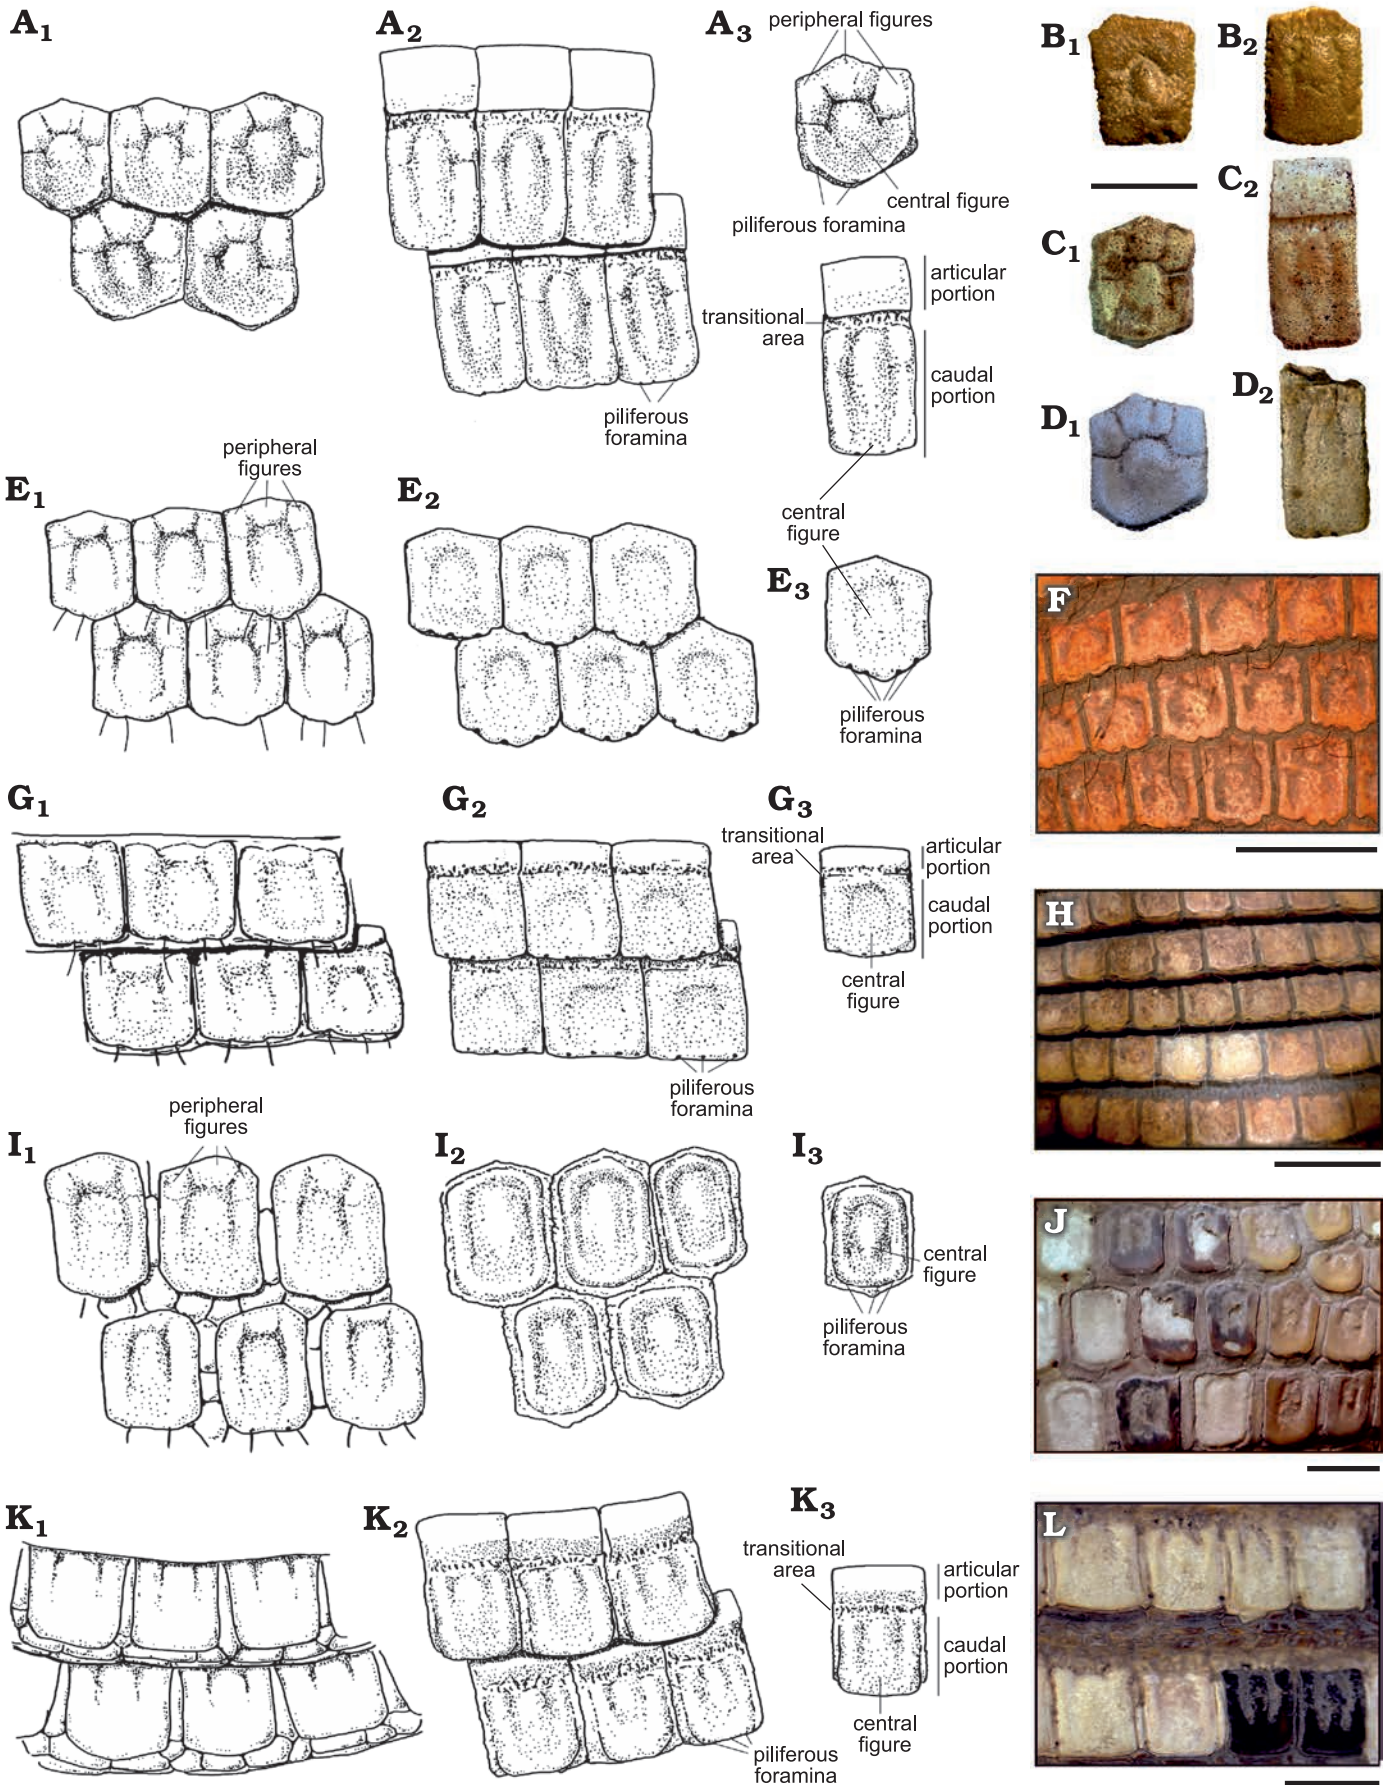 A1
A2
A3
peripheral figures
central figure
piliferous foramina
articular
portion
transitional
area
caudal
portion
piliferous
foramina
B1
B2
C1
C2
D1
D2
E1
peripheral
figures
E2
central
figure
E3
piliferous
foramina
F
G1
G2
G3
transitional
area
articular
portion
caudal
portion
central
figure
piliferous
foramina
H
I1
peripheral
figures
I2
I3
central
figure
piliferous
foramina
J
K1
K2
K3
transitional
area
articular
portion
caudal
portion
central
figure
piliferous
foramina
L